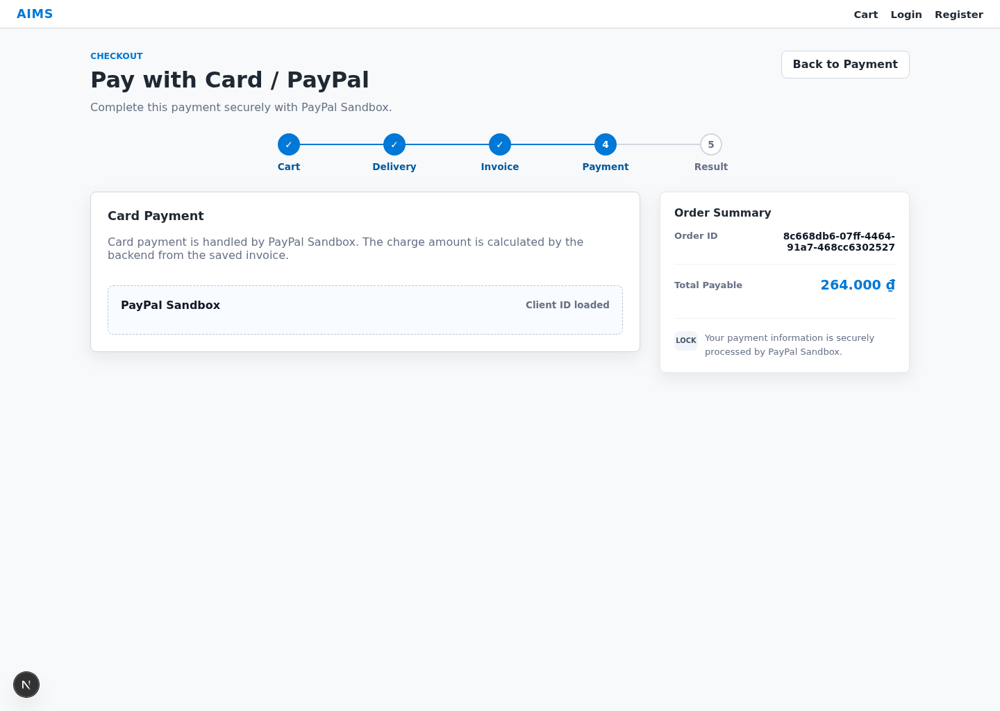 AIMS
Cart Login Register
CHECKOUT
Pay with Card / PayPal
Back to Payment
Complete this payment securely with PayPal Sandbox.
✓ ✓ ✓ 4 5
Cart Delivery Invoice Payment Result
Card Payment
Card payment is handled by PayPal Sandbox. The charge amount is calculated by the
backend from the saved invoice.
PayPal Sandbox Client ID loaded
Order Summary
Order ID 8c668db6-07ff-4464-
91a7-468cc6302527
Total Payable 264.000 ₫
LOCK Your payment information is securely
processed by PayPal Sandbox.
N